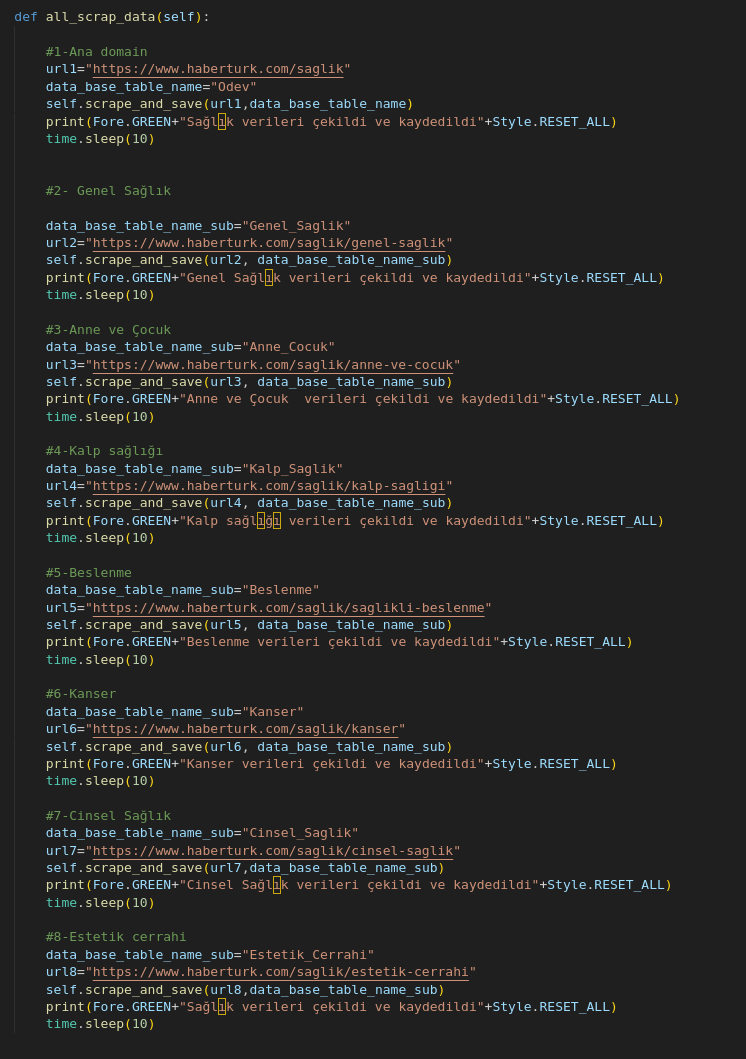 def all_scrap_data(self):
#1-Ana domain
url1="https://www.haberturk.com/saglik"
data_base_table_name="Odev"
self.scrape_and_save(url1,data_base_table_name)
print(Fore.GREEN+"Sağlık verileri çekildi ve kaydedildi"+Style.RESET_ALL)
time.sleep(10)
#2- Genel Sağlık
data_base_table_name_sub="Genel_Saglik"
url2="https://www.haberturk.com/saglik/genel-saglik"
self.scrape_and_save(url2, data_base_table_name_sub)
print(Fore.GREEN+"Genel Sağlık verileri çekildi ve kaydedildi"+Style.RESET_ALL)
time.sleep(10)
#3-Anne ve Çocuk
data_base_table_name_sub="Anne_Cocuk"
url3="https://www.haberturk.com/saglik/anne-ve-cocuk"
self.scrape_and_save(url3, data_base_table_name_sub)
print(Fore.GREEN+"Anne ve Çocuk  verileri çekildi ve kaydedildi"+Style.RESET_ALL)
time.sleep(10)
#4-Kalp sağlığı
data_base_table_name_sub="Kalp_Saglik"
url4="https://www.haberturk.com/saglik/kalp-sagligi"
self.scrape_and_save(url4, data_base_table_name_sub)
print(Fore.GREEN+"Kalp sağlığı verileri çekildi ve kaydedildi"+Style.RESET_ALL)
time.sleep(10)
#5-Beslenme
data_base_table_name_sub="Beslenme"
url5="https://www.haberturk.com/saglik/saglikli-beslenme"
self.scrape_and_save(url5, data_base_table_name_sub)
print(Fore.GREEN+"Beslenme verileri çekildi ve kaydedildi"+Style.RESET_ALL)
time.sleep(10)
#6-Kanser
data_base_table_name_sub="Kanser"
url6="https://www.haberturk.com/saglik/kanser"
self.scrape_and_save(url6, data_base_table_name_sub)
print(Fore.GREEN+"Kanser verileri çekildi ve kaydedildi"+Style.RESET_ALL)
time.sleep(10)
#7-Cinsel Sağlık
data_base_table_name_sub="Cinsel_Saglik"
url7="https://www.haberturk.com/saglik/cinsel-saglik"
self.scrape_and_save(url7,data_base_table_name_sub)
print(Fore.GREEN+"Cinsel Sağlık verileri çekildi ve kaydedildi"+Style.RESET_ALL)
time.sleep(10)
#8-Estetik cerrahi
data_base_table_name_sub="Estetik_Cerrahi"
url8="https://www.haberturk.com/saglik/estetik-cerrahi"
self.scrape_and_save(url8,data_base_table_name_sub)
print(Fore.GREEN+"Sağlık verileri çekildi ve kaydedildi"+Style.RESET_ALL)
time.sleep(10)